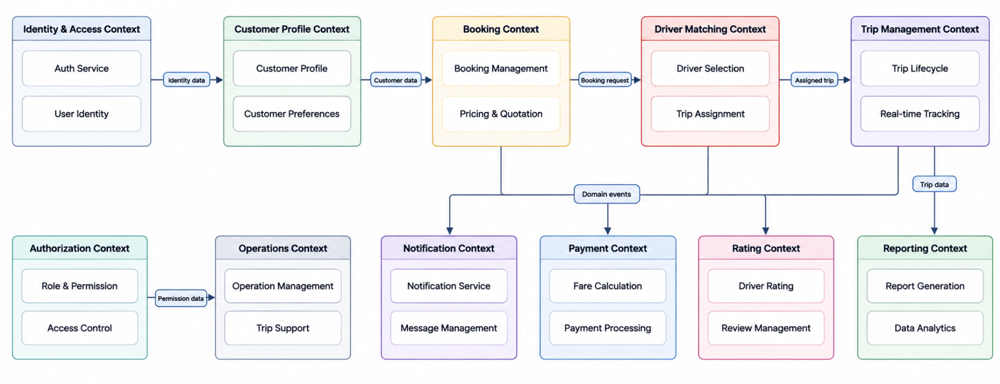 Identity & Access Context
Auth Service
User Identity
Identity data
Customer Profile Context
Customer Profile
Customer Preferences
Customer data
Booking Context
Booking Management
Pricing & Quotation
Booking request
Driver Matching Context
Driver Selection
Trip Assignment
Assigned trip
Trip Management Context
Trip Lifecycle
Real-time Tracking
Domain events
Trip data
Authorization Context
Role & Permission
Access Control
Permission data
Operations Context
Operation Management
Trip Support
Notification Context
Notification Service
Message Management
Payment Context
Fare Calculation
Payment Processing
Rating Context
Driver Rating
Review Management
Reporting Context
Report Generation
Data Analytics